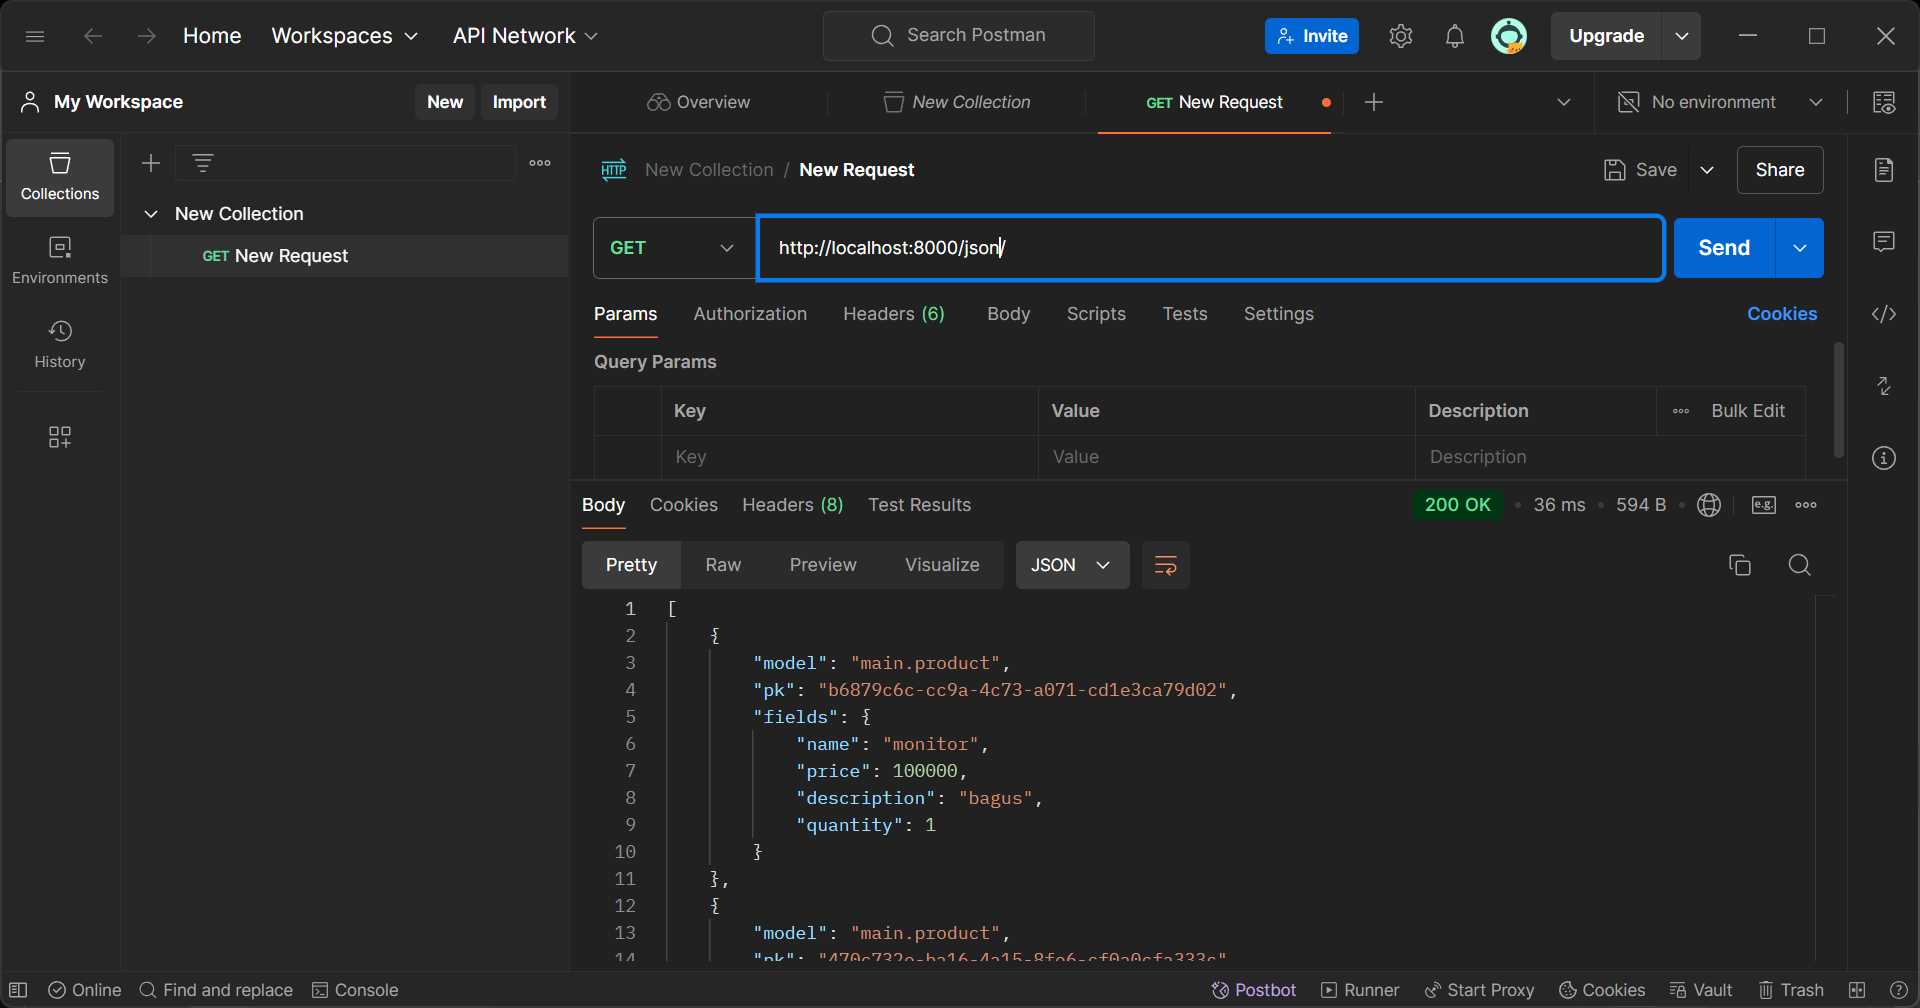 Home Workspaces API Network Search Postman Invite Upgrade
My Workspace New Import Overview New Collection GET New Request No environment
Collections
Environments
History
New Collection
GET New Request
HTTP New Collection / New Request Save Share
GET http://localhost:8000/json/ Send
Params Authorization Headers (6) Body Scripts Tests Settings Cookies
Query Params
Key Value Description Bulk Edit
Key Value Description
Body Cookies Headers (8) Test Results 200 OK • 36 ms • 594 B • e.g.
Pretty Raw Preview Visualize JSON
1 [
2 {
3 "model": "main.product",
4 "pk": "b6879c6c-cc9a-4c73-a071-cd1e3ca79d02",
5 "fields": {
6 "name": "monitor",
7 "price": 100000,
8 "description": "bagus",
9 "quantity": 1
10 }
11 },
12 {
13 "model": "main.product",
14 "pk":
Online Find and replace Console Postbot Runner Start Proxy Cookies Vault Trash